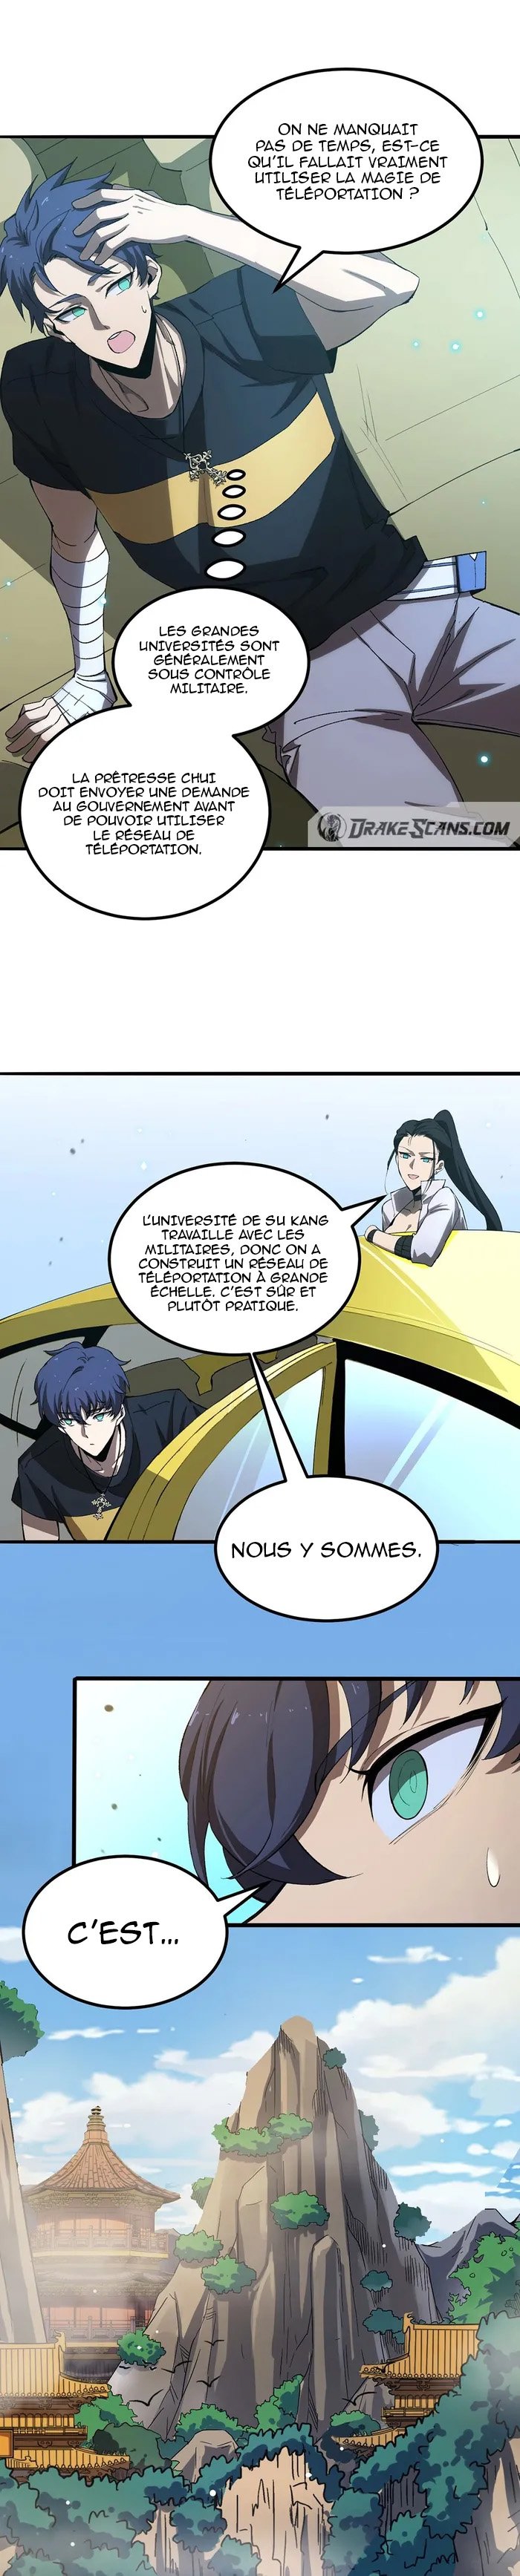 ON NE MANQUAIT
PAS DE TEMPS, EST-CE
QU'IL FALLAIT VRAIMENT
UTILISER LA MAGIE DE
TÉLÉPORTATION ?
LES GRANDES
UNIVERSITÉS SONT
GÉNÉRALEMENT
SOUS CONTRÔLE
MILITAIRE.
LA PRÊTRESSE CHUI
DOIT ENVOYER UNE DEMANDE
AU GOUVERNEMENT AVANT
DE POUVOIR UTILISER
LE RÉSEAU DE
TÉLÉPORTATION.
DRAKESCANS.COM
L'UNIVERSITÉ DE SU KANG
TRAVAILLE AVEC LES
MILITAIRES, DONC ON A
CONSTRUIT UN RÉSEAU DE
TÉLÉPORTATION À GRANDE
ÉCHELLE. C'EST SÛR ET
PLUTÔT PRATIQUE.
NOUS Y SOMMES.
C'EST...